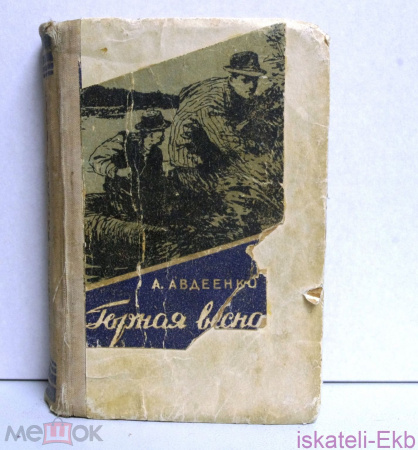 А. АВДЕЕНКО
Горная весна
мешок
iskateli-Ekb